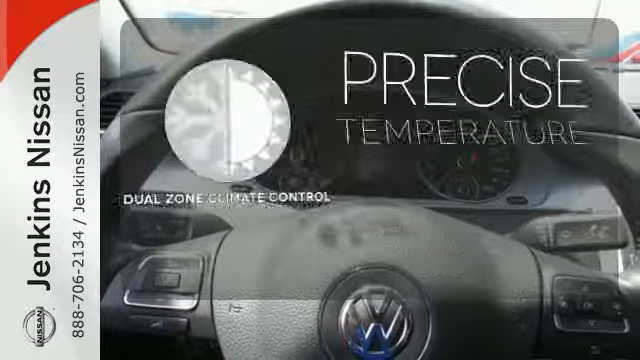 Jenkins Nissan
888-706-2134 / JenkinsNissan.com
NISSAN
PRECISE
TEMPERATURE
DUAL ZONE CLIMATE CONTROL